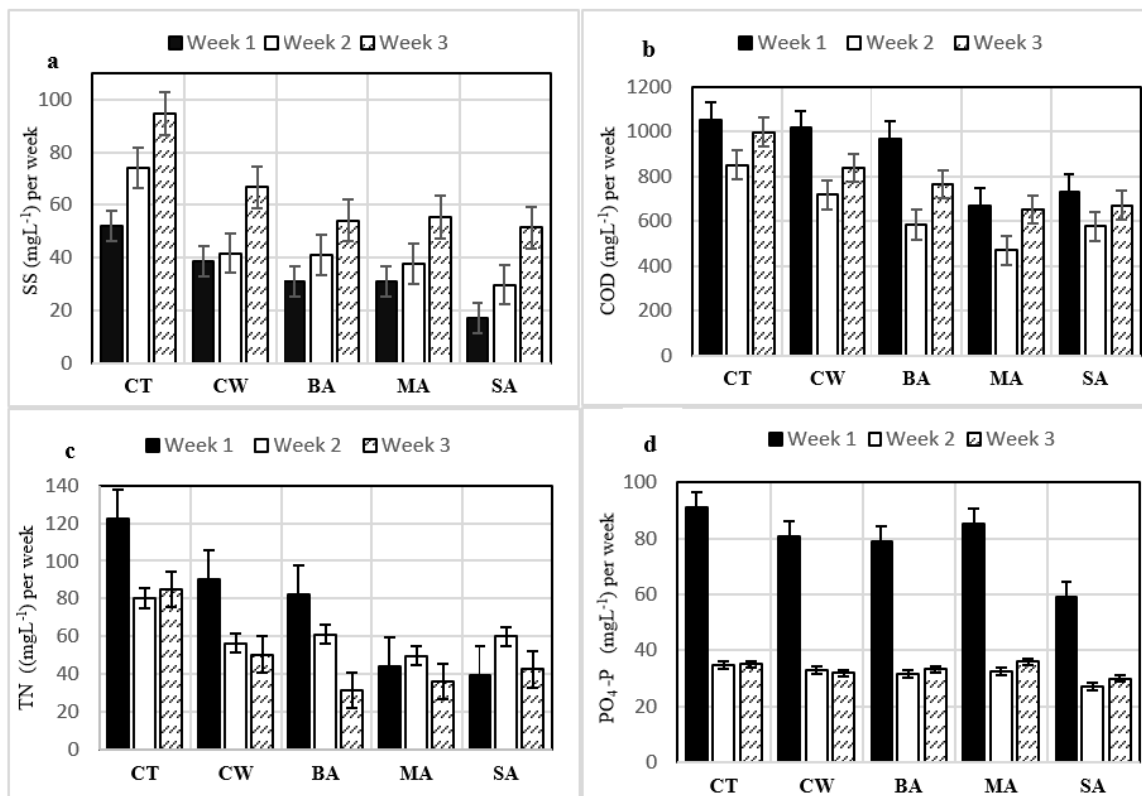 ■ Week 1 □ Week 2 ▨ Week 3
a
SS (mgL⁻¹) per week
100
80
60
40
20
0
CT CW BA MA SA
■ Week 1 □ Week 2 ▨ Week 3
b
COD (mgL⁻¹) per week
1200
1000
800
600
400
200
0
CT CW BA MA SA
■ Week 1 □ Week 2 ▨ Week 3
c
TN ((mgL⁻¹) per week
140
120
100
80
60
40
20
0
CT CW BA MA SA
■ Week 1 □ Week 2 ▨ Week 3
d
PO₄-P (mgL⁻¹) per week
100
80
60
40
20
0
CT CW BA MA SA